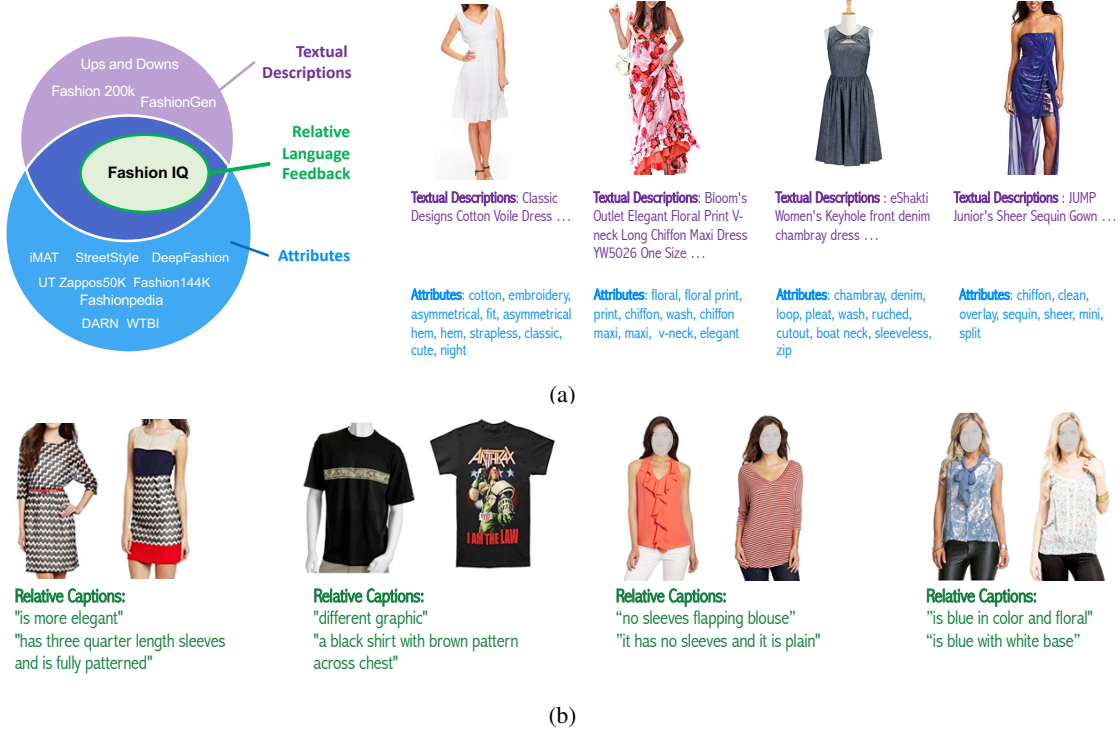 Ups and Downs
Fashion 200k
FashionGen
Textual
Descriptions
Relative
Language
Feedback
Fashion IQ
Attributes
iMAT StreetStyle DeepFashion
UT Zappos50K Fashion144K
Fashionpedia
DARN WTBI
Textual Descriptions: Classic
Designs Cotton Voile Dress ...
Textual Descriptions: Bloom's
Outlet Elegant Floral Print V-
neck Long Chiffon Maxi Dress
YW5026 One Size ...
Textual Descriptions : eShakti
Women's Keyhole front denim
chambray dress ...
Textual Descriptions : JUMP
Junior's Sheer Sequin Gown ...
Attributes: cotton, embroidery,
asymmetrical, fit, asymmetrical
hem, hem, strapless, classic,
cute, night
Attributes: floral, floral print,
print, chiffon, wash, chiffon
maxi, maxi, v-neck, elegant
Attributes: chambray, denim,
loop, pleat, wash, ruched,
cutout, boat neck, sleeveless,
zip
Attributes: chiffon, clean,
overlay, sequin, sheer, mini,
split
(a)
ANTHRAX
I AM THE LAW
Relative Captions:
"is more elegant"
"has three quarter length sleeves
and is fully patterned"
Relative Captions:
"different graphic"
"a black shirt with brown pattern
across chest"
Relative Captions:
“no sleeves flapping blouse”
”it has no sleeves and it is plain"
Relative Captions:
”is blue in color and floral"
“is blue with white base”
(b)